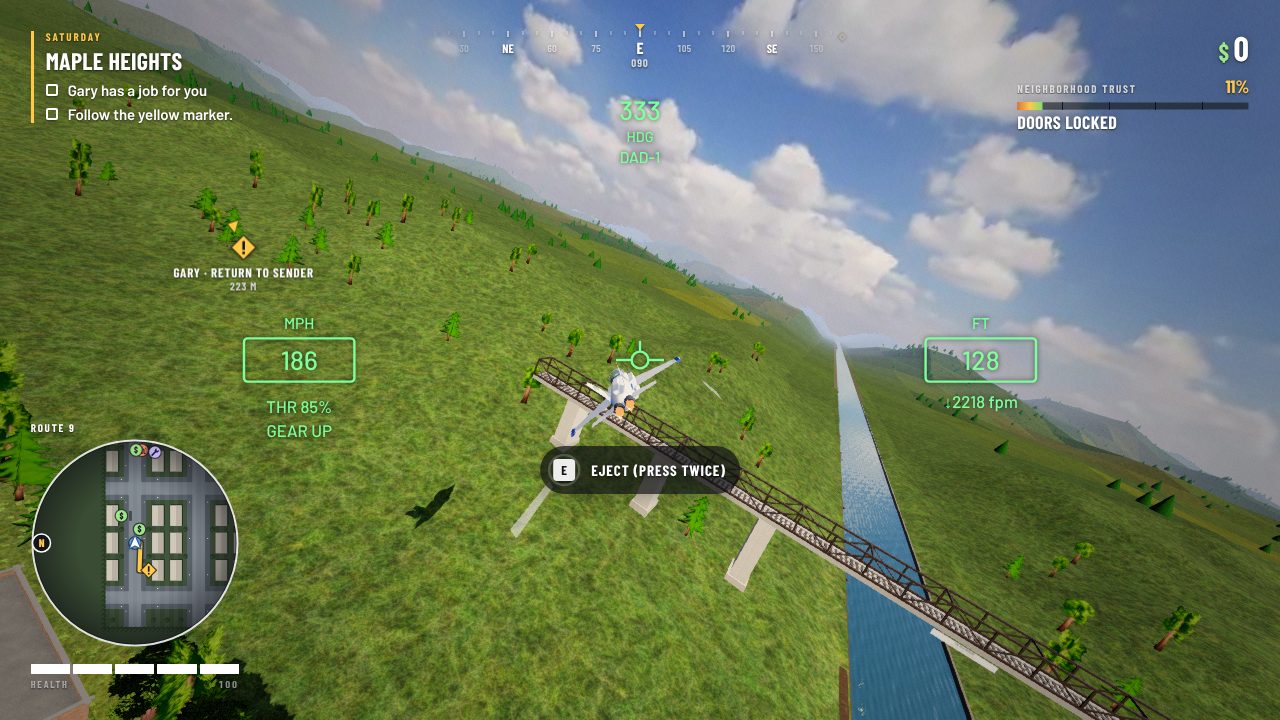 SATURDAY
MAPLE HEIGHTS
Gary has a job for you
Follow the yellow marker.
30 NE 60 75 E 105 120 SE 150
090
333
HDG
DAD-1
$0
NEIGHBORHOOD TRUST 11%
DOORS LOCKED
GARY · RETURN TO SENDER
223 M
MPH
186
THR 85%
GEAR UP
FT
128
↓2218 fpm
E EJECT (PRESS TWICE)
ROUTE 9
N
HEALTH 100